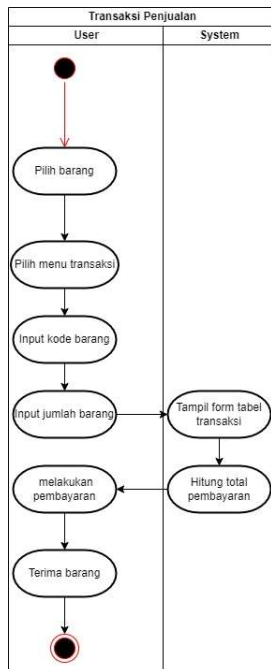 Transaksi Penjualan
User
System
Pilih barang
Pilih menu transaksi
Input kode barang
Input jumlah barang
Tampil form tabel
transaksi
Hitung total
pembayaran
melakukan
pembayaran
Terima barang